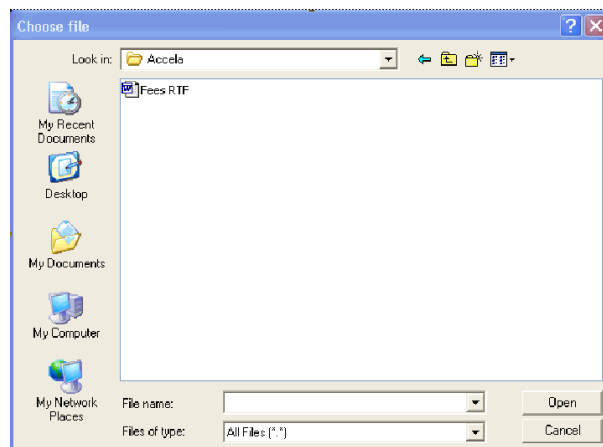 Choose file
Look in:
Accela
Fees RTF
My Recent
Documents
Desktop
My Documents
My Computer
My Network
Places
File name:
Open
Files of type:
All Files (*.*)
Cancel